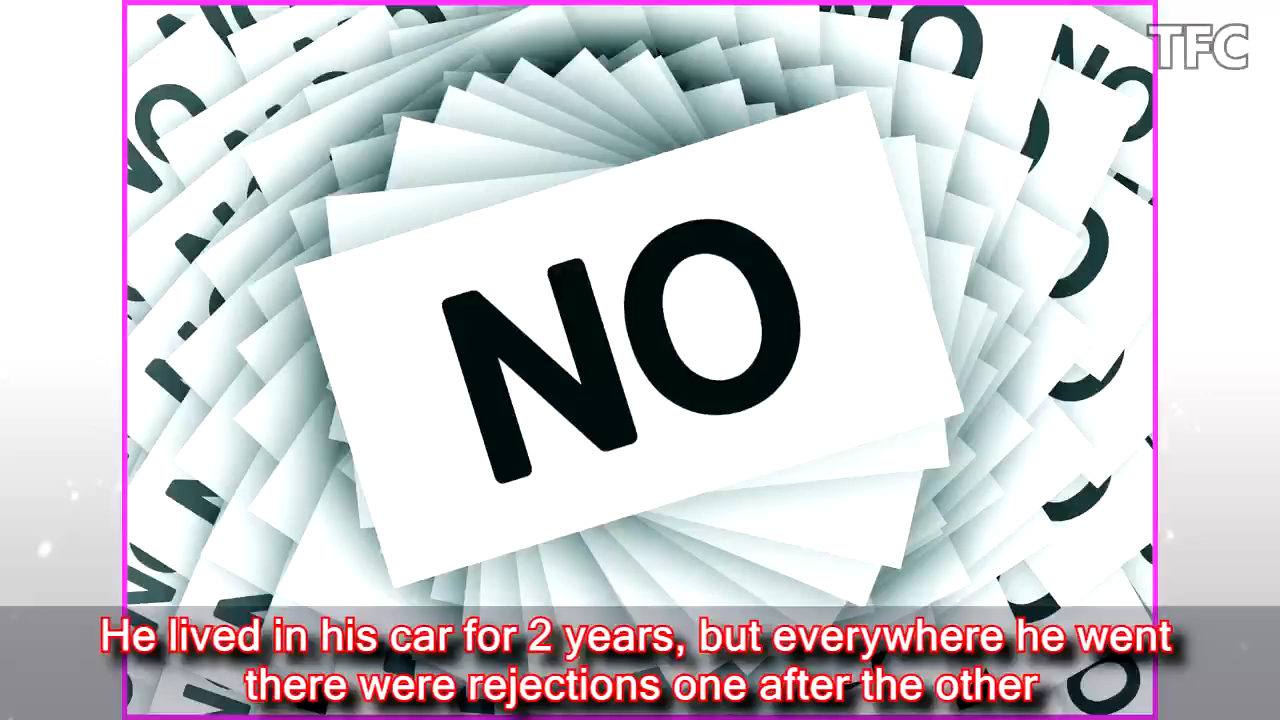 TFC
NO
He lived in his car for 2 years, but everywhere he went
there were rejections one after the other